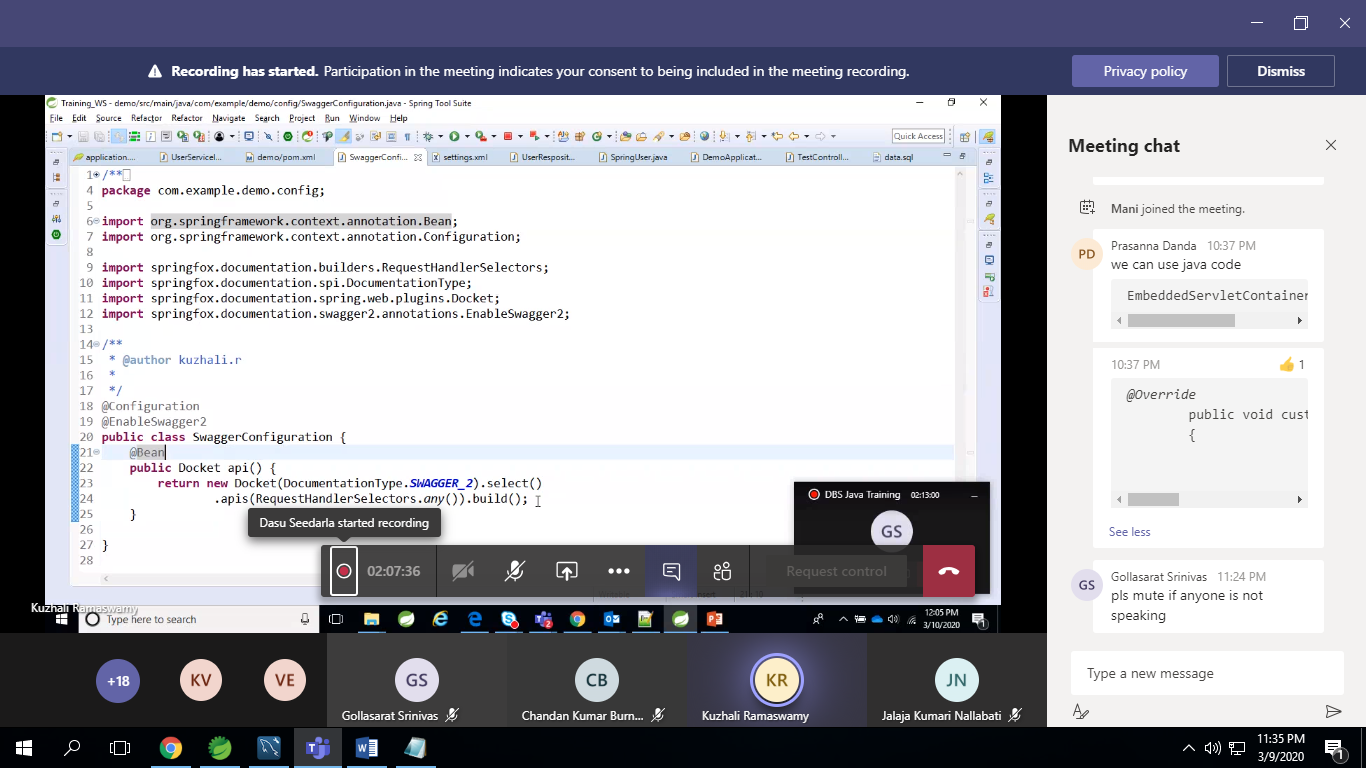 Recording has started. Participation in the meeting indicates your consent to being included in the meeting recording.
Privacy policy
Dismiss
Training_WS - demo/src/main/java/com/example/demo/config/SwaggerConfiguration.java - Spring Tool Suite
File Edit Source Refactor Refactor Navigate Search Project Run Window Help
Quick Access
application.... UserServiceI... demo/pom.xml SwaggerConfi... settings.xml UserResposit... SpringUser.java DemoApplicat... TestControll... data.sql
1 /**
4 package com.example.demo.config;
5
6 import org.springframework.context.annotation.Bean;
7 import org.springframework.context.annotation.Configuration;
8
9 import springfox.documentation.builders.RequestHandlerSelectors;
10 import springfox.documentation.spi.DocumentationType;
11 import springfox.documentation.spring.web.plugins.Docket;
12 import springfox.documentation.swagger2.annotations.EnableSwagger2;
13
14 /**
15 * @author kuzhali.r
16 *
17 */
18 @Configuration
19 @EnableSwagger2
20 public class SwaggerConfiguration {
21 @Bean
22 public Docket api() {
23 return new Docket(DocumentationType.SWAGGER_2).select()
24 .apis(RequestHandlerSelectors.any()).build();
25 }
26
27 }
28
Dasu Seedarla started recording
DBS Java Training 02:13:00
GS
02:07:36
Request control
Kuzhali Ramaswamy
Type here to search
12:05 PM
3/10/2020
+18
KV
VE
GS
Gollasarat Srinivas
CB
Chandan Kumar Burn...
KR
Kuzhali Ramaswamy
JN
Jalaja Kumari Nallabati
Meeting chat
Mani joined the meeting.
PD
Prasanna Danda 10:37 PM
we can use java code
EmbeddedServletContainer
10:37 PM
1
@Override
public void cust
{
See less
GS
Gollasarat Srinivas 11:24 PM
pls mute if anyone is not
speaking
Type a new message
11:35 PM
3/9/2020
1